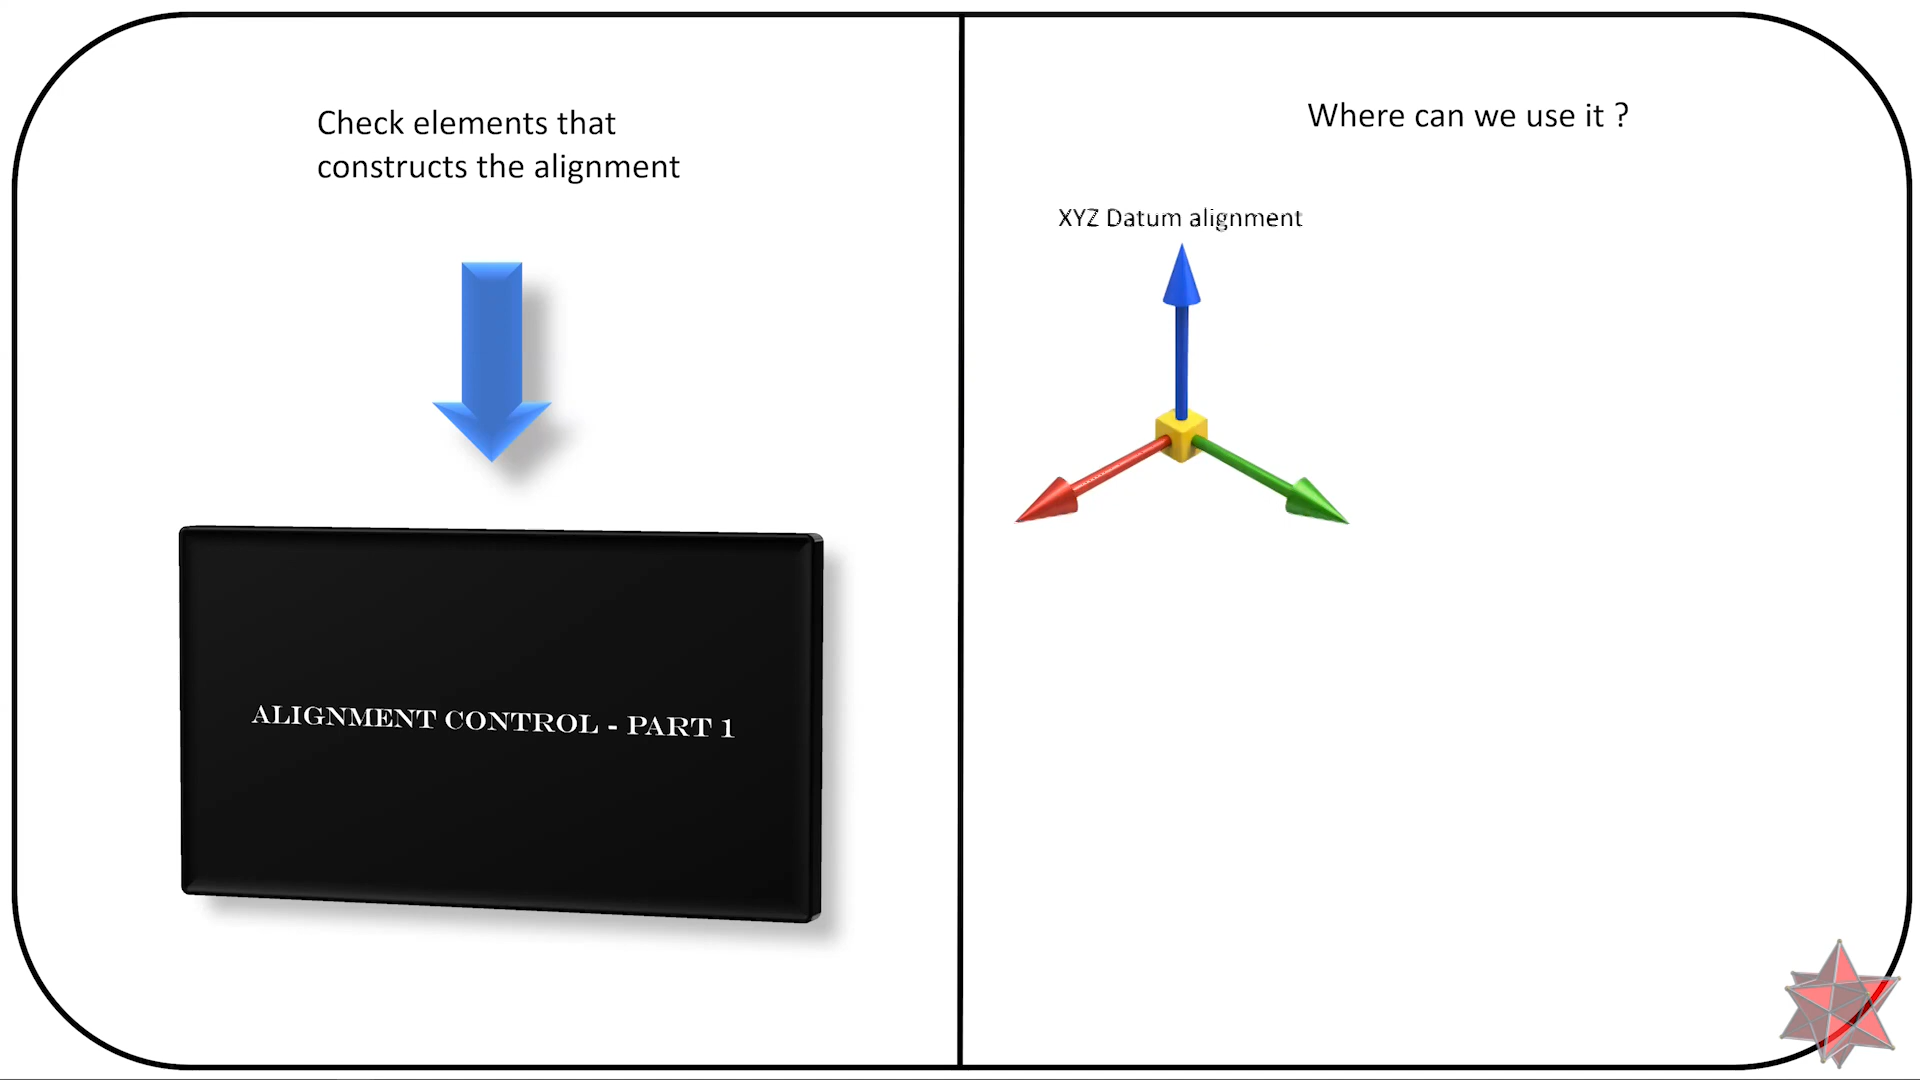 Check elements that
constructs the alignment
ALIGNMENT CONTROL - PART 1
Where can we use it ?
XYZ Datum alignment